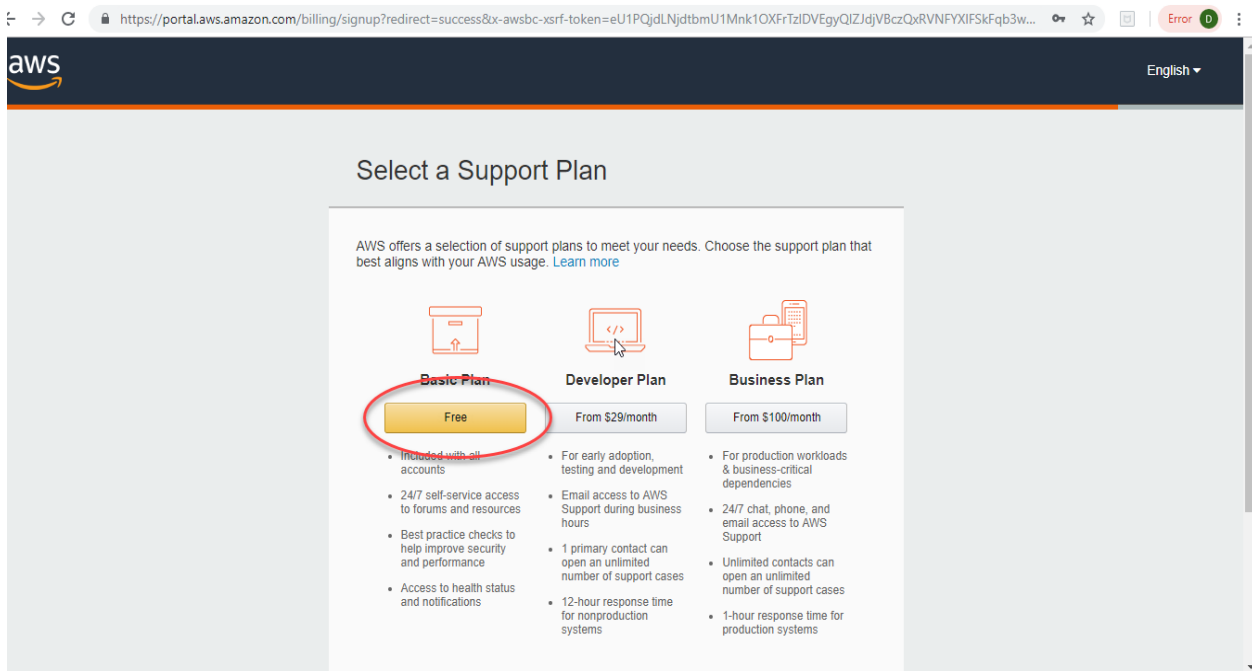 https://portal.aws.amazon.com/billing/signup?redirect=success&x-awsbc-xsrf-token=eU1PQjdLNjdtbmU1Mnk1OXFrTzlDVEgyQlZJdjVBczQxRVNFYXlFSkFqb3w...
Error D
aws
English
Select a Support Plan
AWS offers a selection of support plans to meet your needs. Choose the support plan that
best aligns with your AWS usage. Learn more
</>
Basic Plan
Free
Included with all
accounts
24/7 self-service access
to forums and resources
Best practice checks to
help improve security
and performance
Access to health status
and notifications
Developer Plan
From $29/month
For early adoption,
testing and development
Email access to AWS
Support during business
hours
1 primary contact can
open an unlimited
number of support cases
12-hour response time
for nonproduction
systems
Business Plan
From $100/month
For production workloads
& business-critical
dependencies
24/7 chat, phone, and
email access to AWS
Support
Unlimited contacts can
open an unlimited
number of support cases
1-hour response time for
production systems